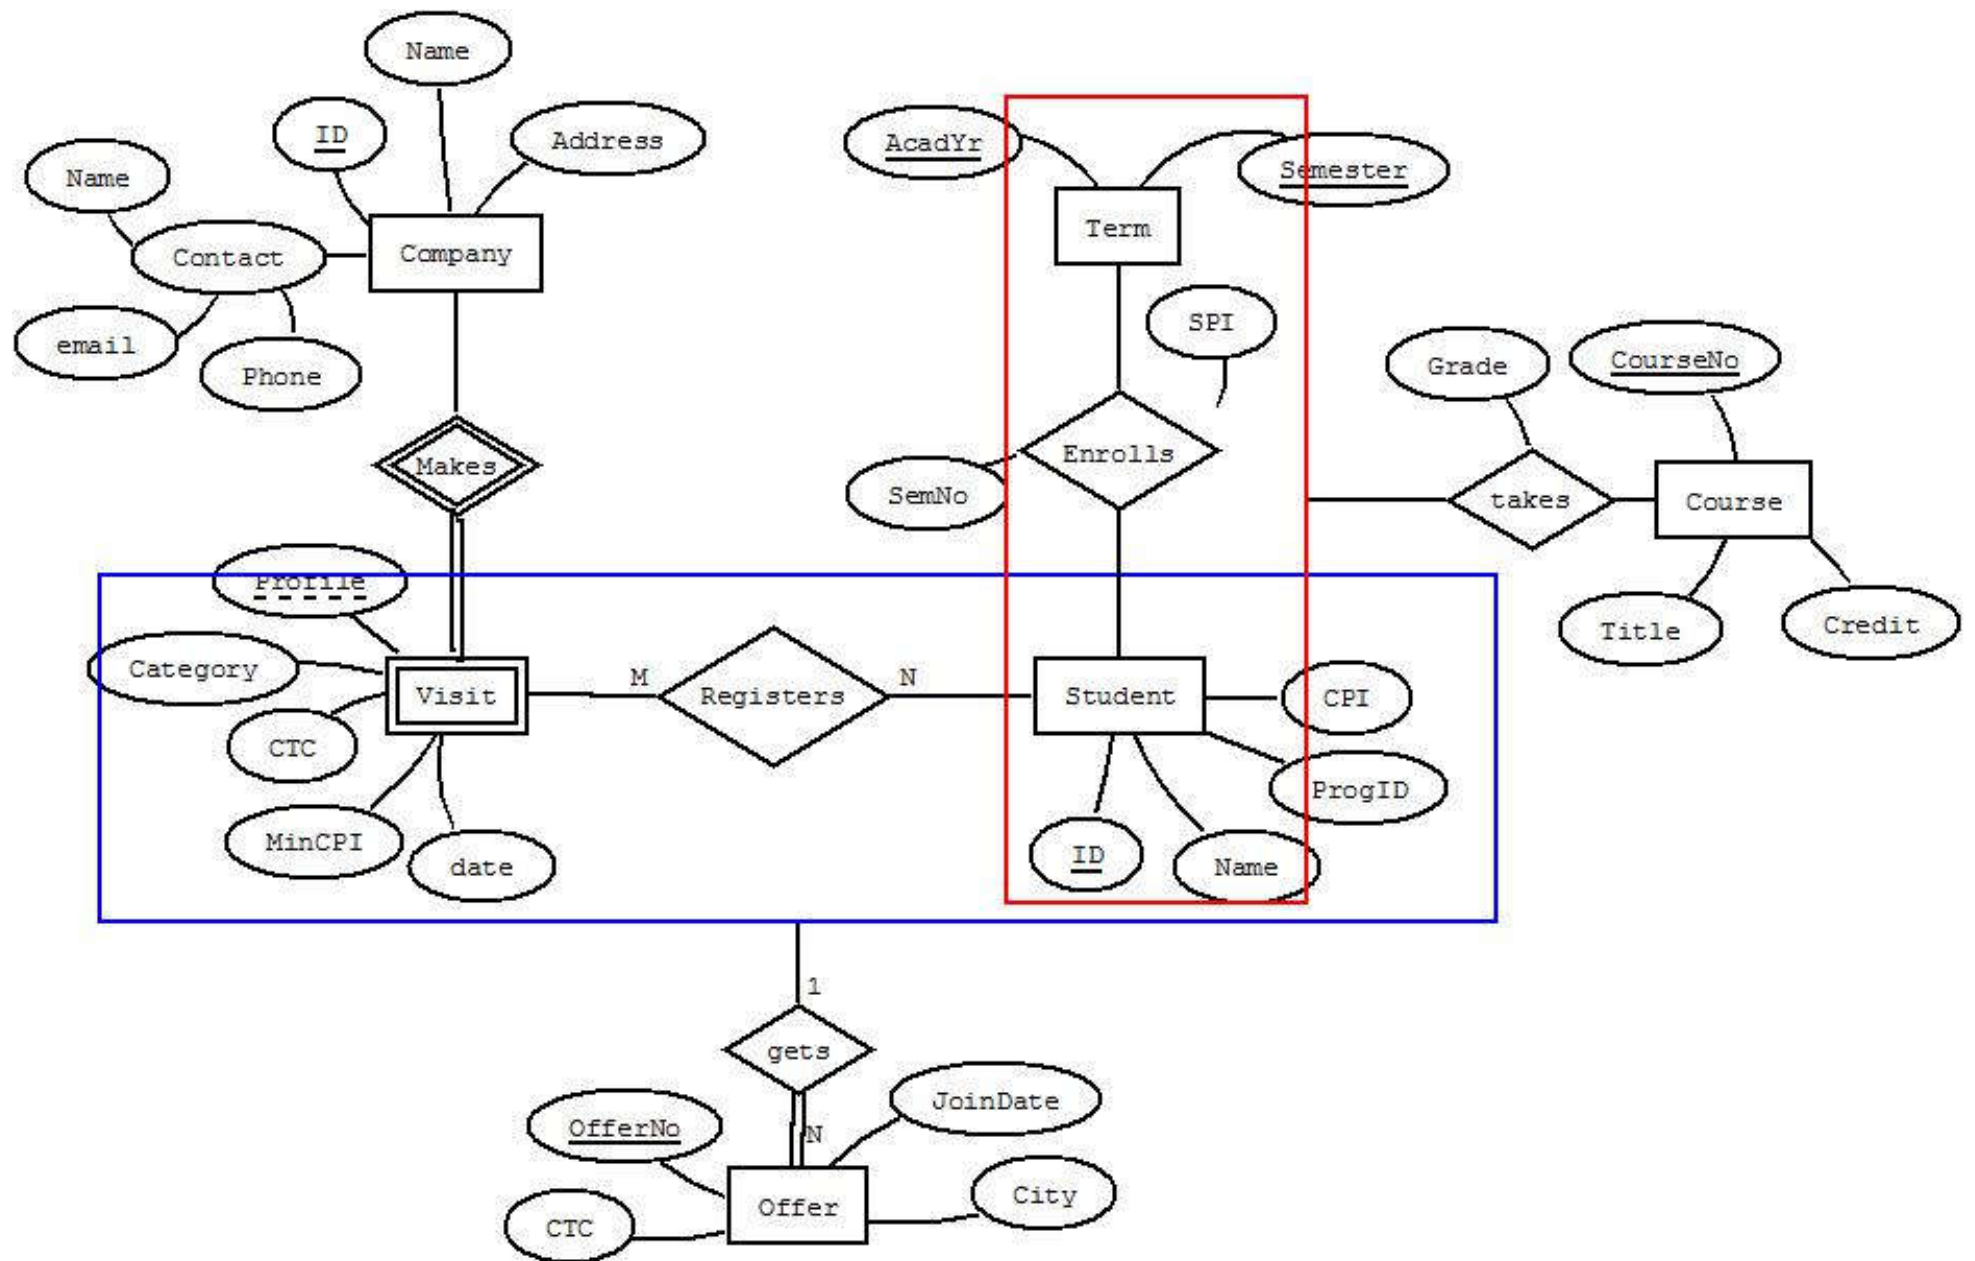 Name
ID
Address
Name
Contact
Company
email
Phone
Makes
AcadYr
Semester
Term
SPI
Enrolls
SemNo
Grade
CourseNo
takes
Course
Title
Credit
Profile
Category
Visit
CTC
MinCPI
date
M
Registers
N
Student
CPI
ProgID
ID
Name
1
gets
N
OfferNo
JoinDate
Offer
City
CTC